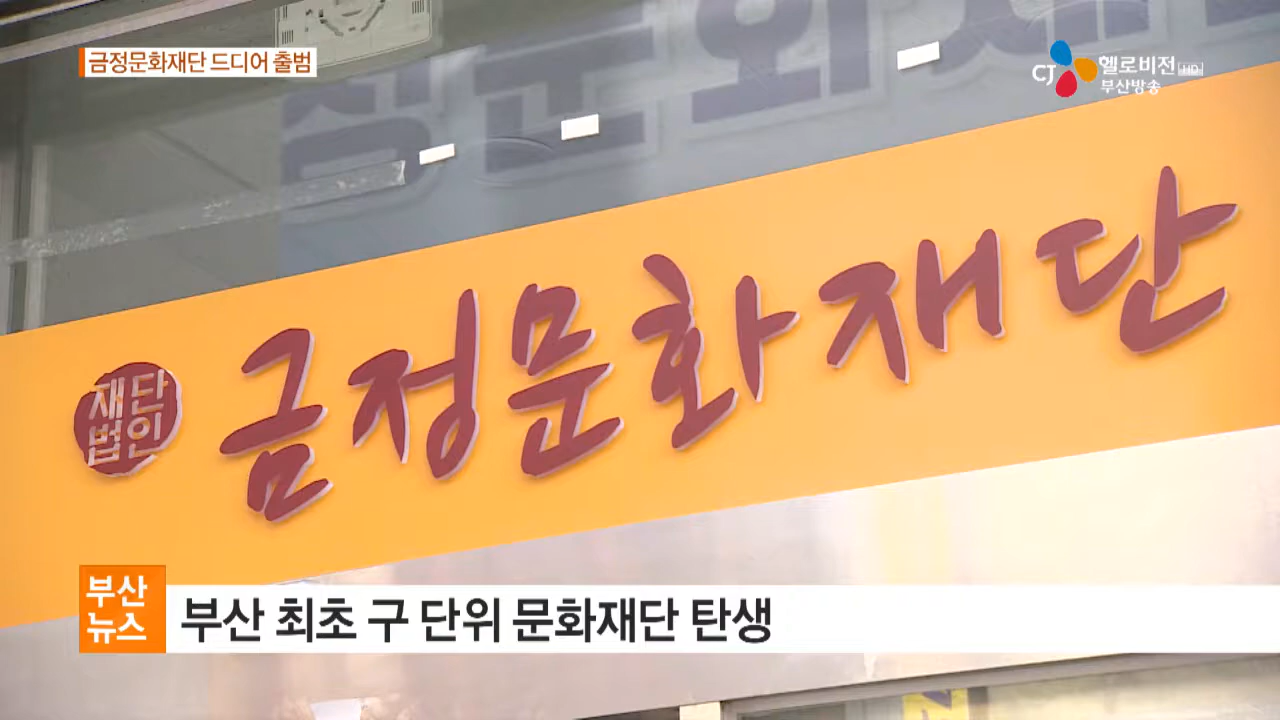 금정문화재단 드디어 출범
CJ 헬로비전 HD
부산방송
재단
법인
금정문화재단
부산
뉴스
부산 최초 구 단위 문화재단 탄생